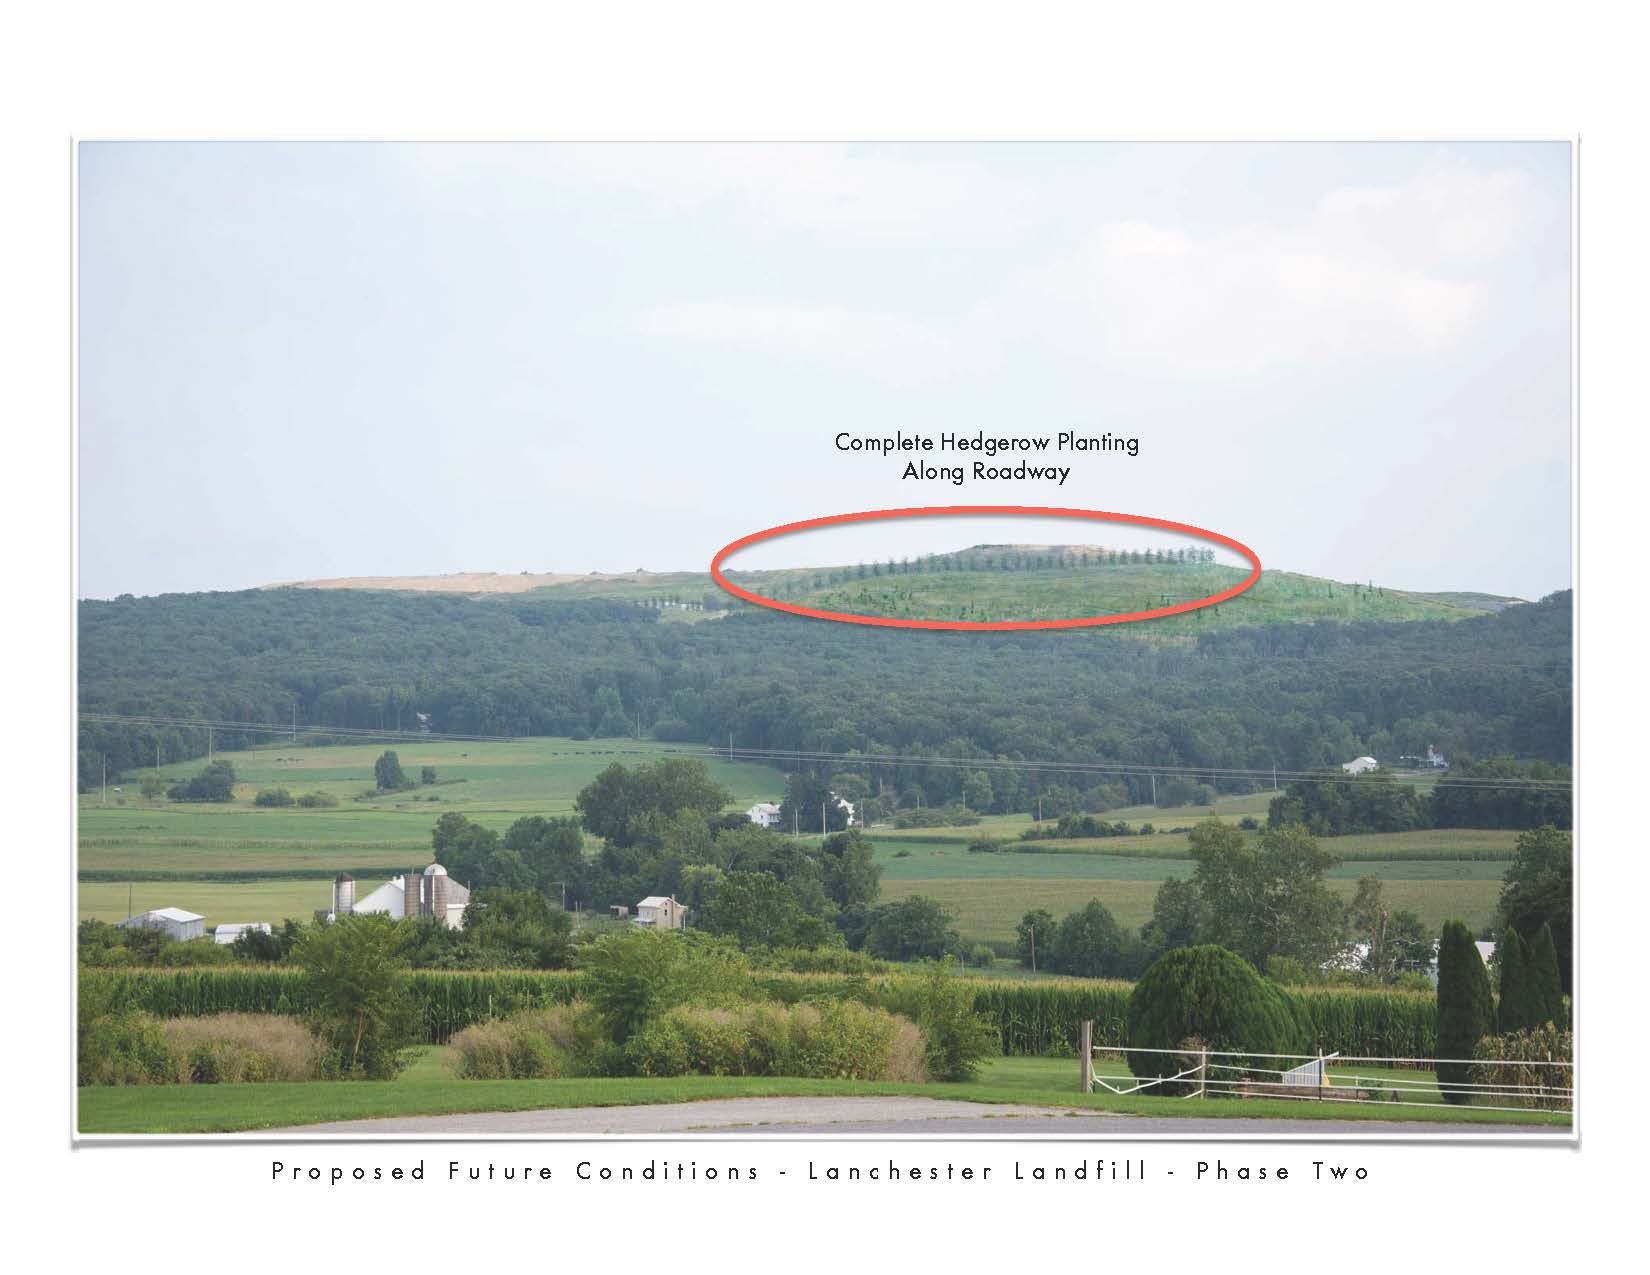 Complete Hedgerow Planting
Along Roadway
Proposed Future Conditions - Lanchester Landfill - Phase Two